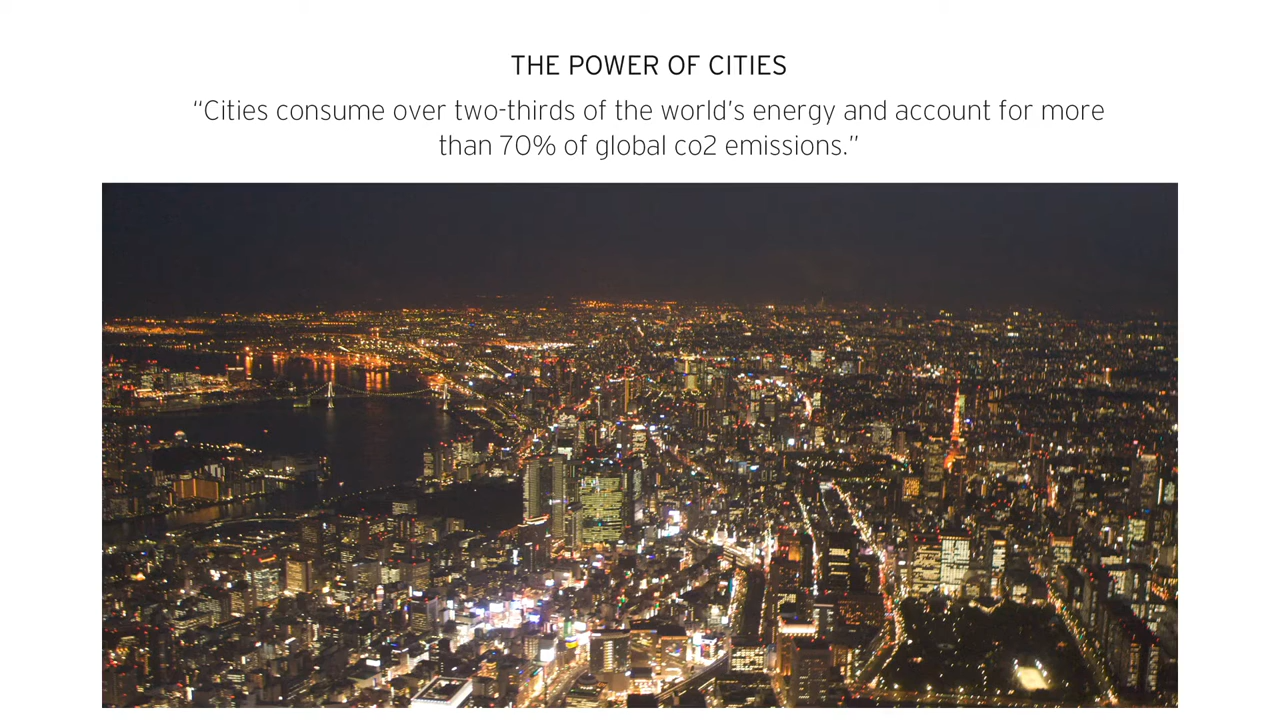 THE POWER OF CITIES
“Cities consume over two-thirds of the world’s energy and account for more
than 70% of global co2 emissions.”